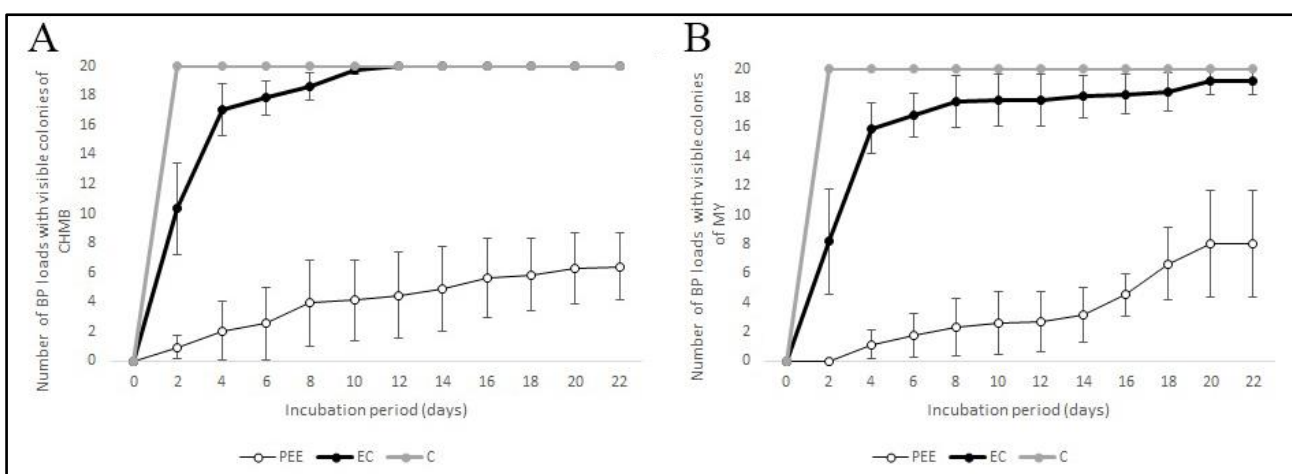 A
Number of BP loads with visible colonies of
CHMB
20
18
16
14
12
10
8
6
4
2
0
0 2 4 6 8 10 12 14 16 18 20 22
Incubation period (days)
PEE EC C
B
Number of BP loads with visible colonies
of MY
20
18
16
14
12
10
8
6
4
2
0
0 2 4 6 8 10 12 14 16 18 20 22
Incubation period (days)
PEE EC C